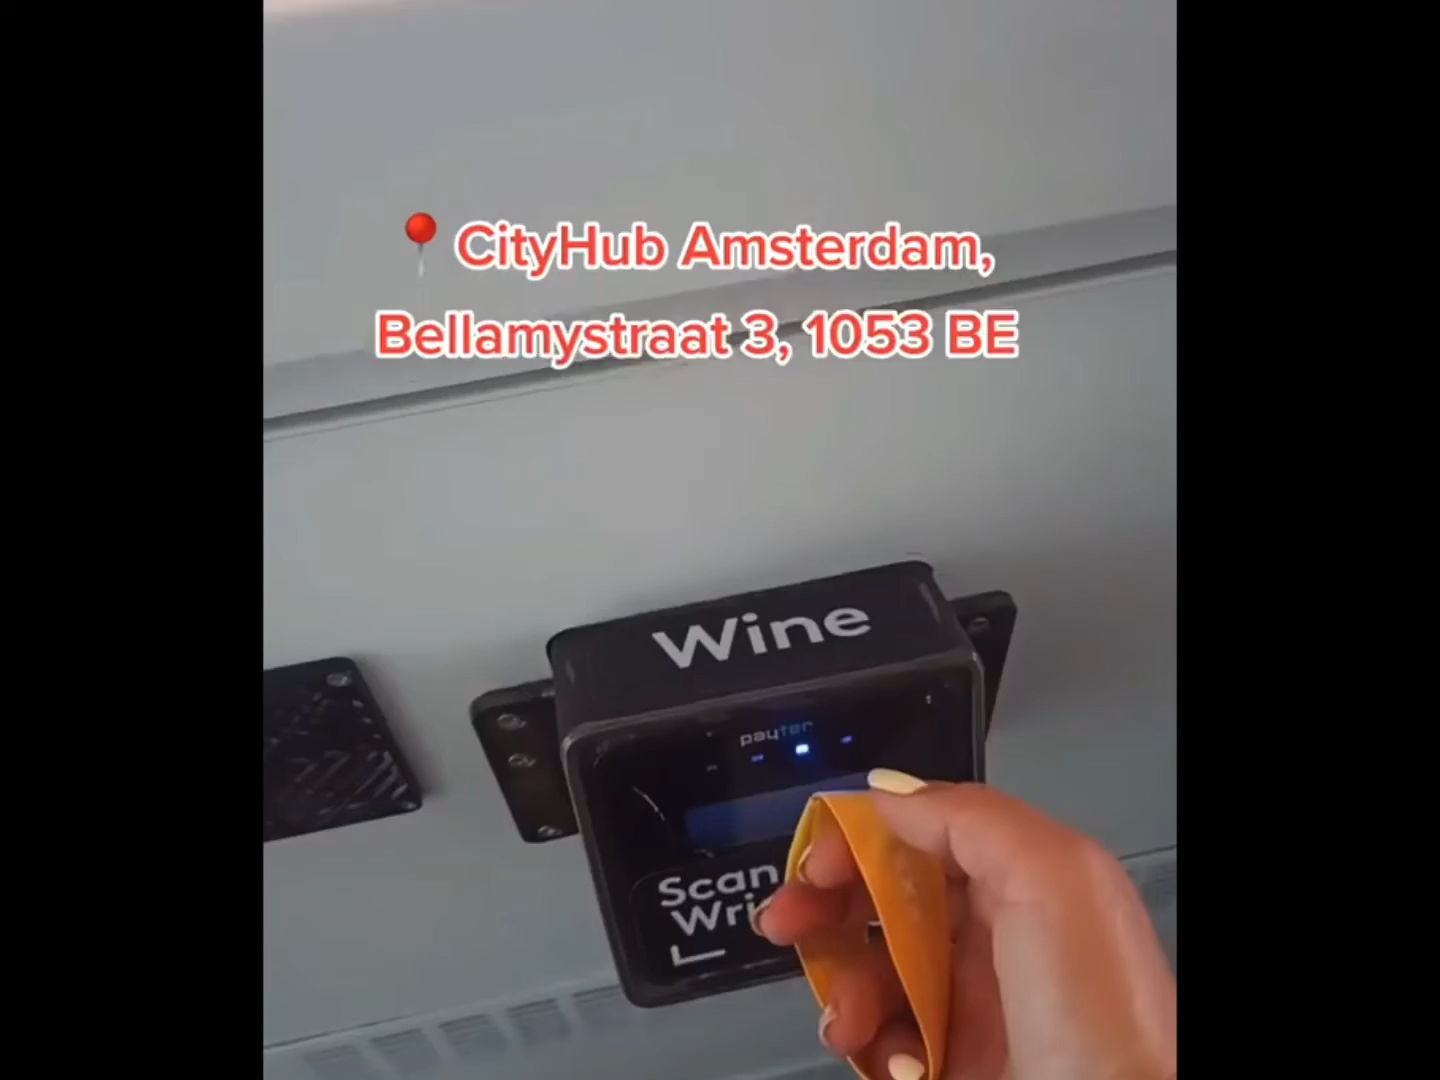 📍CityHub Amsterdam,
Bellamystraat 3, 1053 BE
Wine
payter
Scan